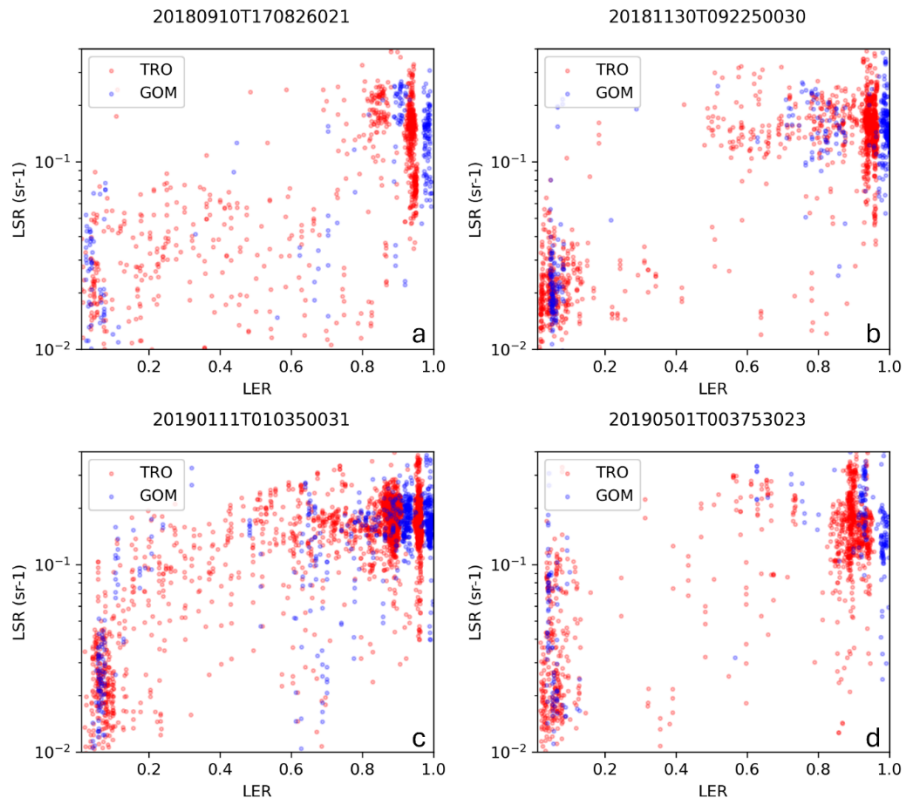 20180910T170826021
20181130T092250030
LSR (sr-1)
10⁻¹
10⁻²
TRO
GOM
a
0.2 0.4 0.6 0.8 1.0
LER
LSR (sr-1)
10⁻¹
10⁻²
TRO
GOM
b
0.2 0.4 0.6 0.8 1.0
LER
20190111T010350031
20190501T003753023
LSR (sr-1)
10⁻¹
10⁻²
TRO
GOM
c
0.2 0.4 0.6 0.8 1.0
LER
LSR (sr-1)
10⁻¹
10⁻²
TRO
GOM
d
0.2 0.4 0.6 0.8 1.0
LER